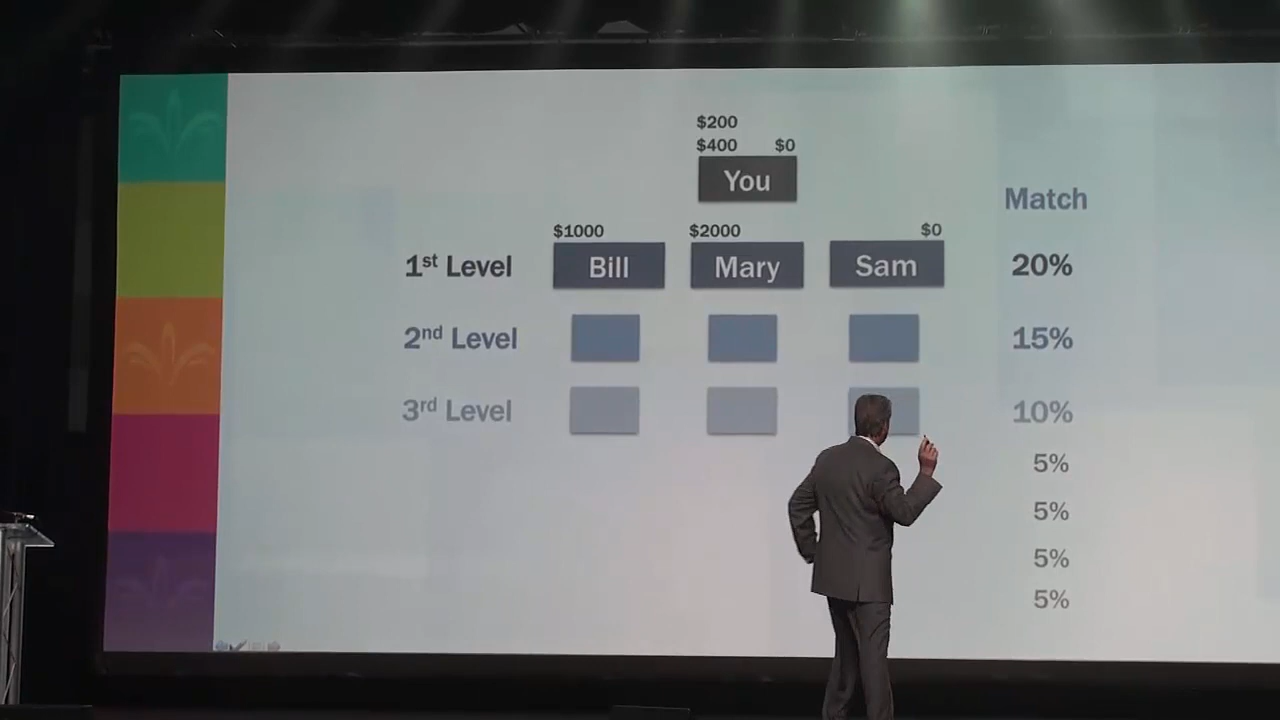 $200
$400 $0
You
Match
$1000 $2000 $0
1st Level Bill Mary Sam 20%
2nd Level 15%
3rd Level 10%
5%
5%
5%
5%